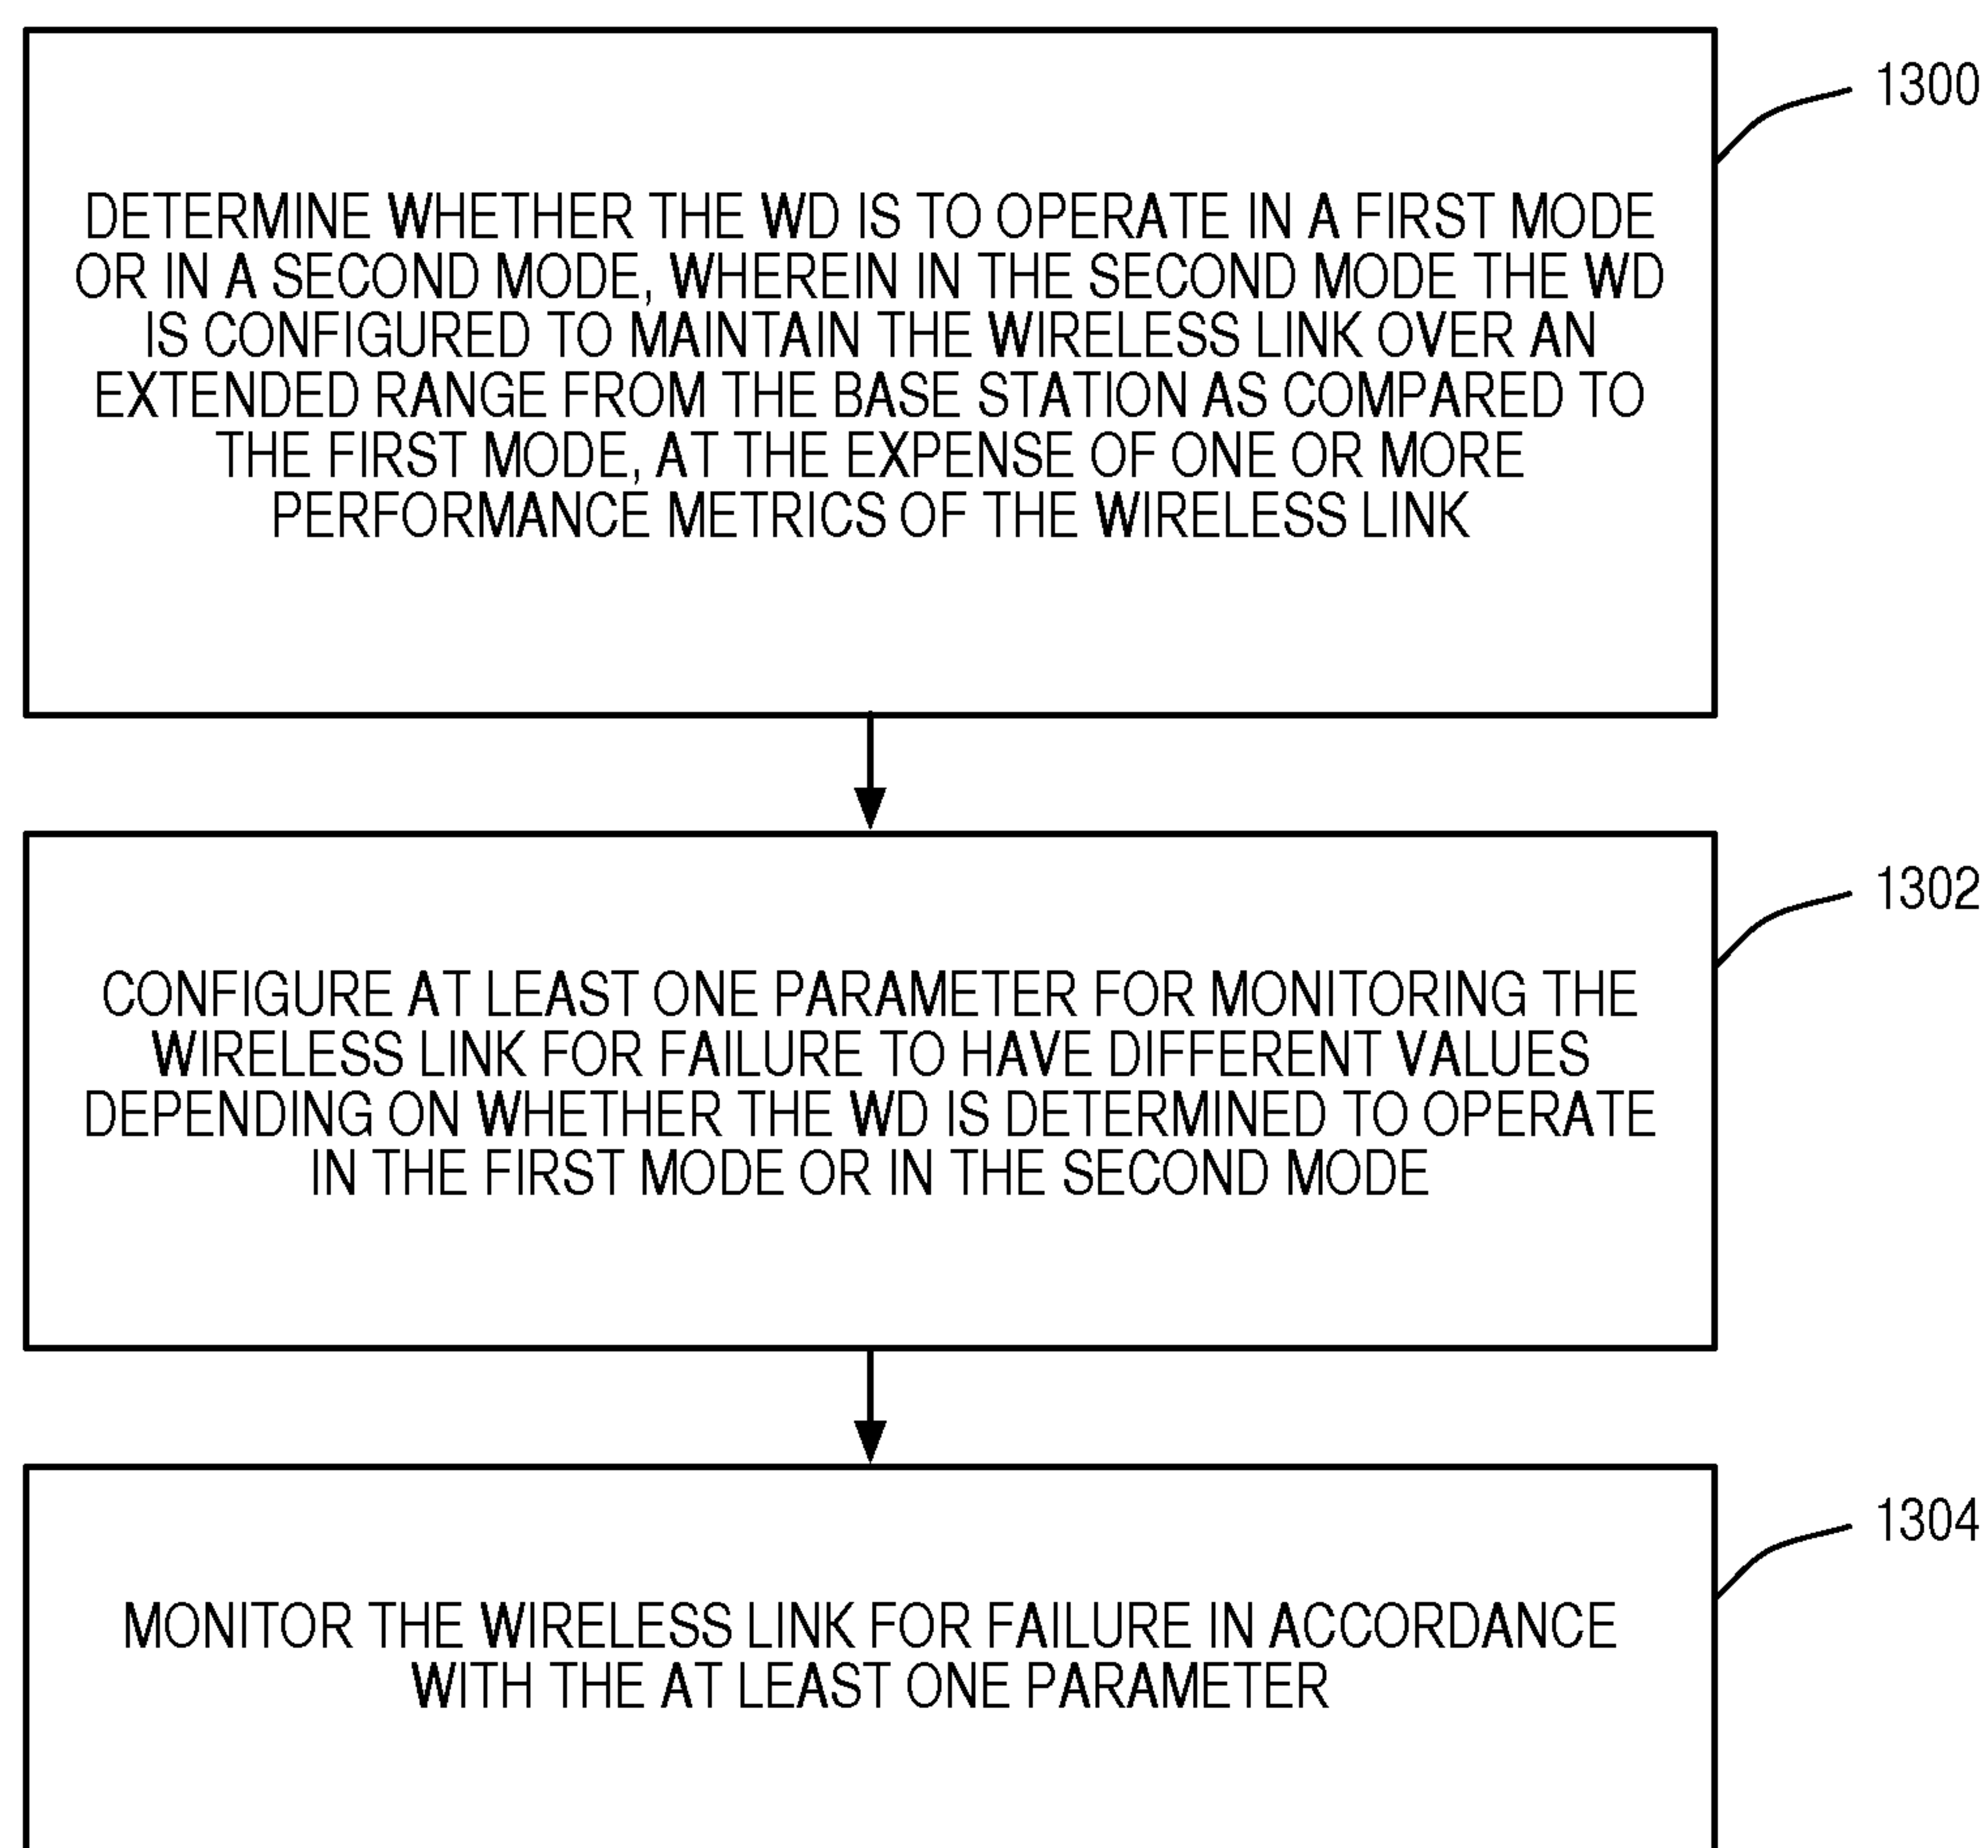 1300
DETERMINE WHETHER THE WD IS TO OPERATE IN A FIRST MODE
OR IN A SECOND MODE, WHEREIN IN THE SECOND MODE THE WD
IS CONFIGURED TO MAINTAIN THE WIRELESS LINK OVER AN
EXTENDED RANGE FROM THE BASE STATION AS COMPARED TO
THE FIRST MODE, AT THE EXPENSE OF ONE OR MORE
PERFORMANCE METRICS OF THE WIRELESS LINK
1302
CONFIGURE AT LEAST ONE PARAMETER FOR MONITORING THE
WIRELESS LINK FOR FAILURE TO HAVE DIFFERENT VALUES
DEPENDING ON WHETHER THE WD IS DETERMINED TO OPERATE
IN THE FIRST MODE OR IN THE SECOND MODE
1304
MONITOR THE WIRELESS LINK FOR FAILURE IN ACCORDANCE
WITH THE AT LEAST ONE PARAMETER